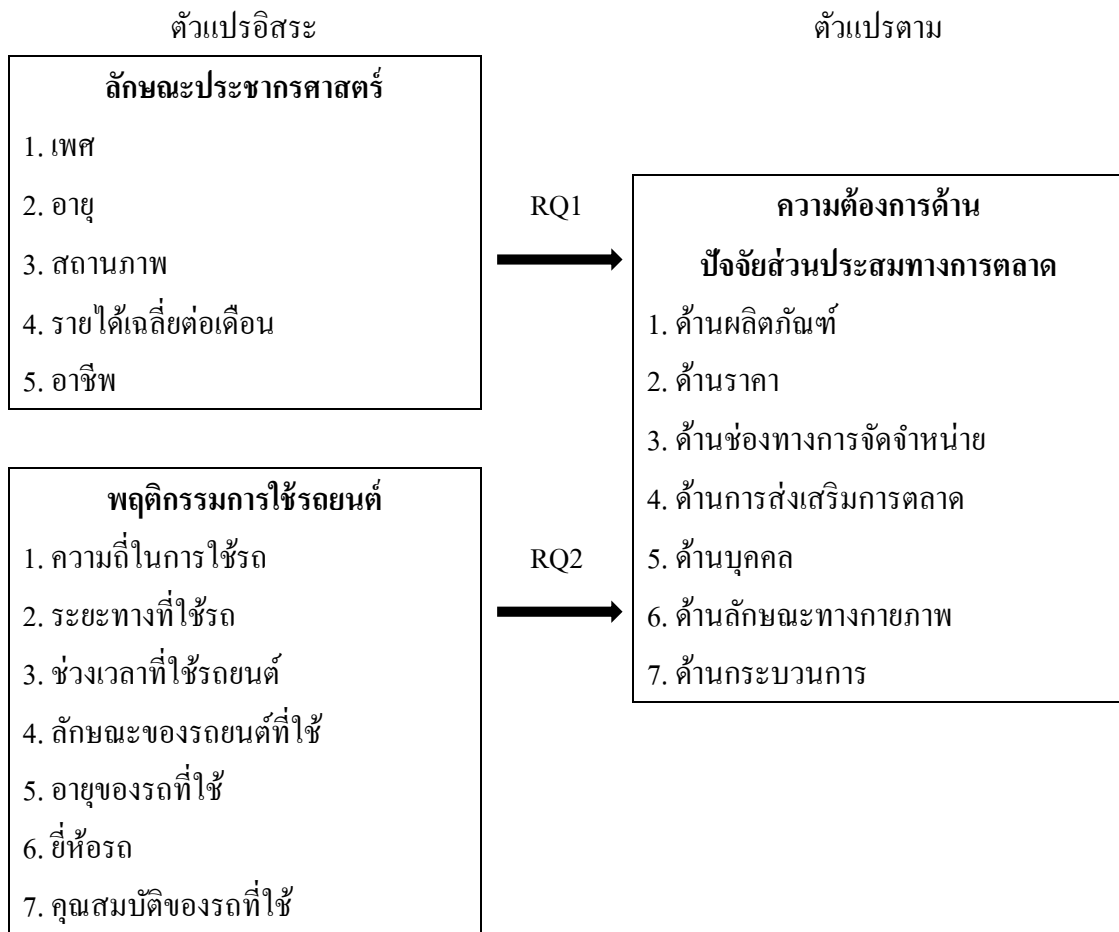 ตัวแปรอิสระ
ตัวแปรตาม
ลักษณะประชากรศาสตร์
1. เพศ
2. อายุ
3. สถานภาพ
4. รายได้เฉลี่ยต่อเดือน
5. อาชีพ
RQ1
พฤติกรรมการใช้รถยนต์
1. ความถี่ในการใช้รถ
2. ระยะทางที่ใช้รถ
3. ช่วงเวลาที่ใช้รถยนต์
4. ลักษณะของรถยนต์ที่ใช้
5. อายุของรถที่ใช้
6. ยี่ห้อรถ
7. คุณสมบัติของรถที่ใช้
RQ2
ความต้องการด้าน
ปัจจัยส่วนประสมทางการตลาด
1. ด้านผลิตภัณฑ์
2. ด้านราคา
3. ด้านช่องทางการจัดจำหน่าย
4. ด้านการส่งเสริมการตลาด
5. ด้านบุคคล
6. ด้านลักษณะทางกายภาพ
7. ด้านกระบวนการ